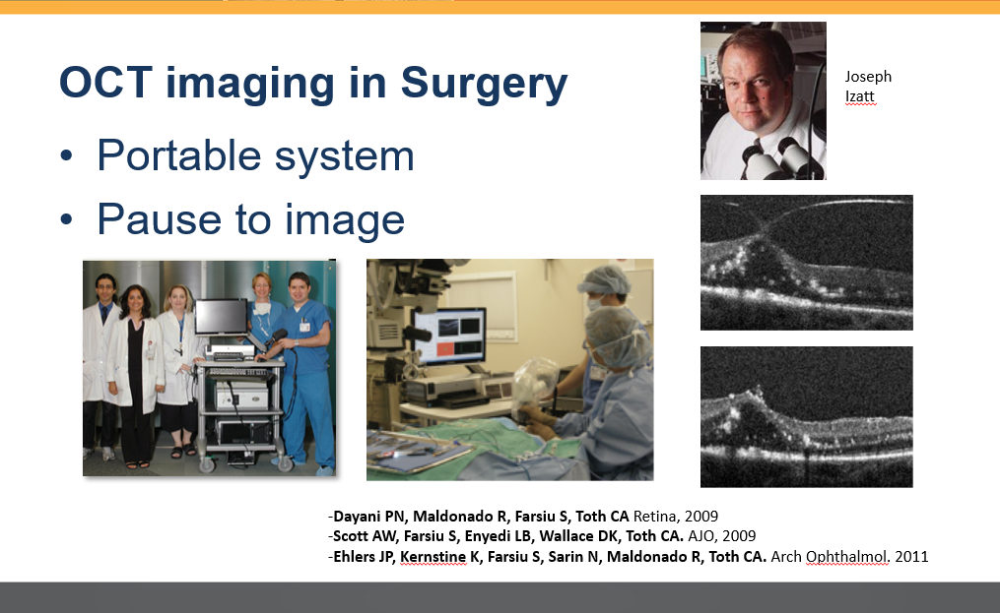 OCT imaging in Surgery
• Portable system
• Pause to image
Joseph
Izatt
-Dayani PN, Maldonado R, Farsiu S, Toth CA Retina, 2009
-Scott AW, Farsiu S, Enyedi LB, Wallace DK, Toth CA. AJO, 2009
-Ehlers JP, Kernstine K, Farsiu S, Sarin N, Maldonado R, Toth CA. Arch Ophthalmol. 2011